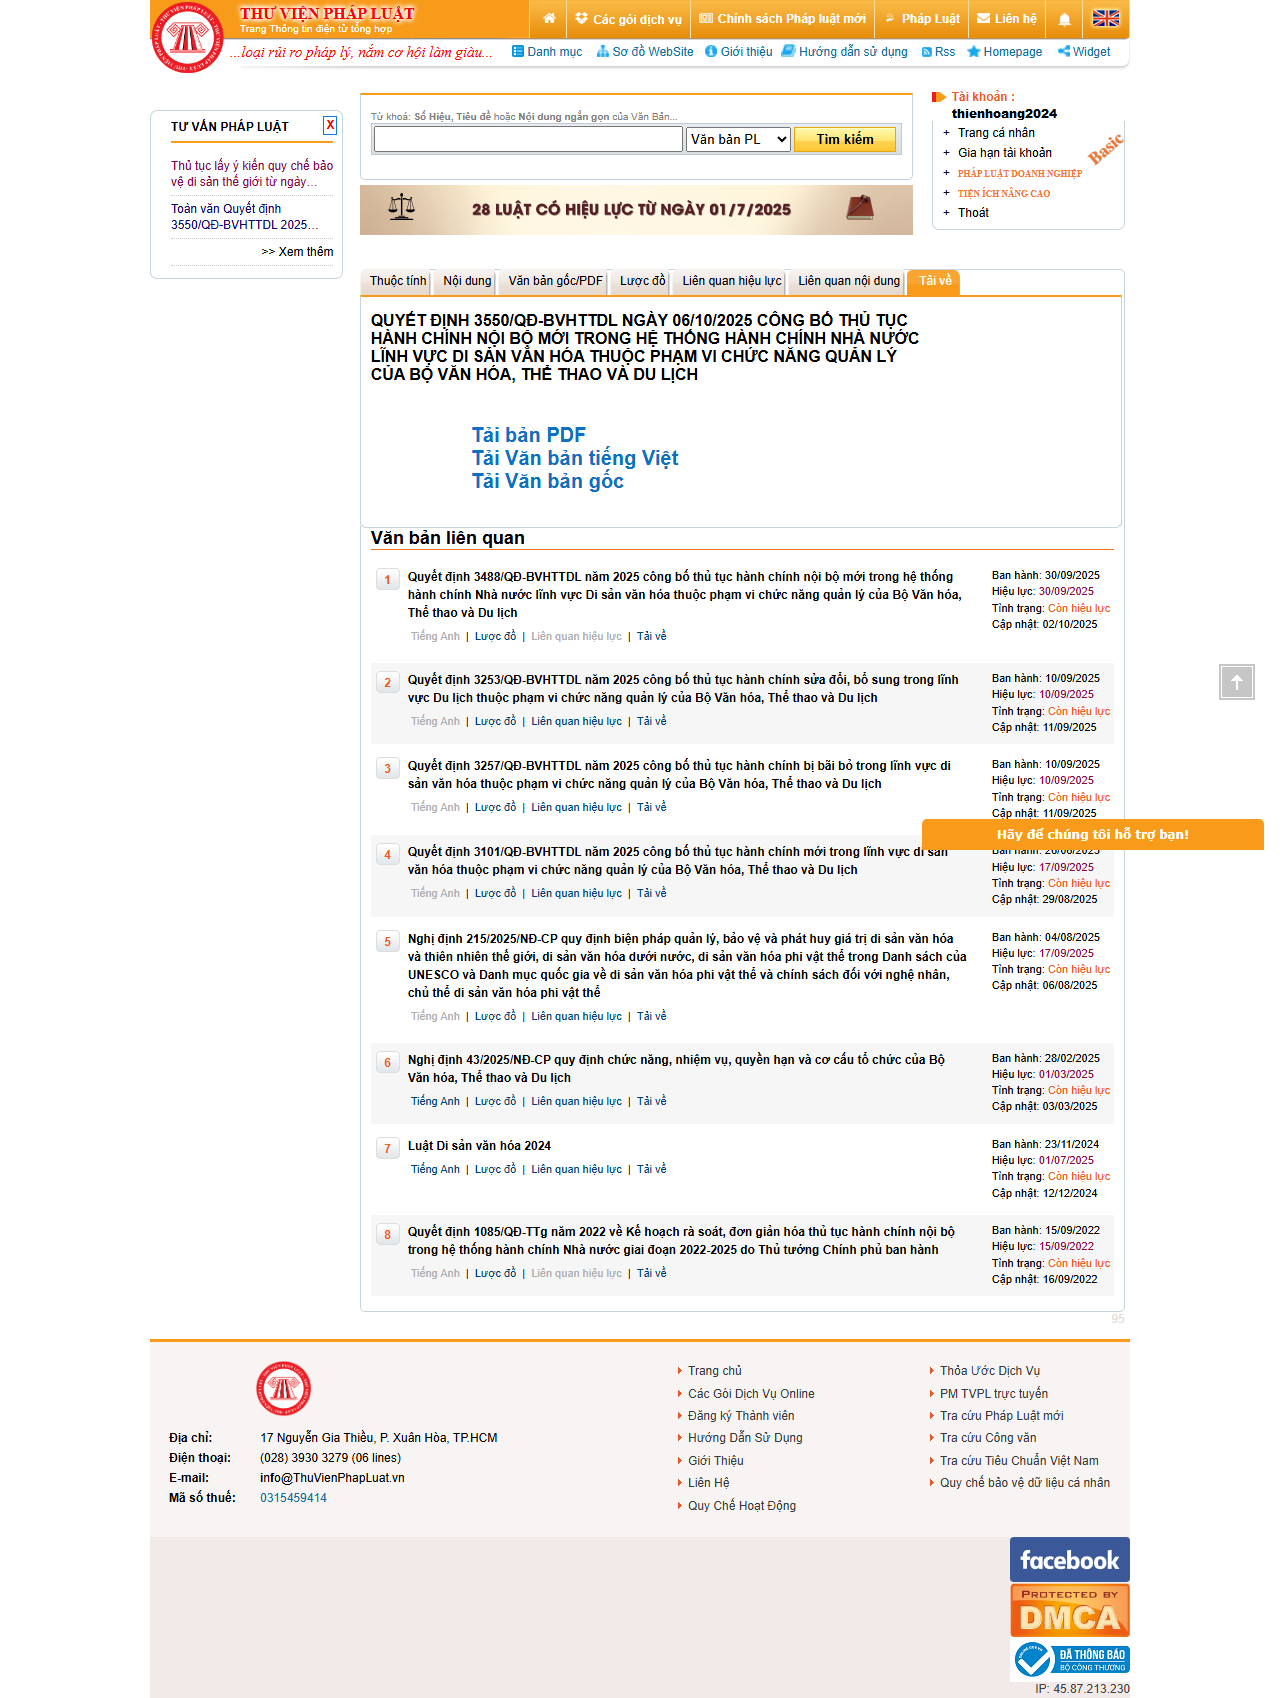 THƯ VIỆN PHÁP LUẬT
Trang Thông tin điện tử tổng hợp
Các gói dịch vụ
Chính sách Pháp luật mới
Pháp Luật
Liên hệ
...loại rủi ro pháp lý, nắm cơ hội làm giàu...
Danh mục
Sơ đồ WebSite
Giới thiệu
Hướng dẫn sử dụng
Rss
Homepage
Widget
TƯ VẤN PHÁP LUẬT
X
Thủ tục lấy ý kiến quy chế bảo
vệ di sản thế giới từ ngày…
Toàn văn Quyết định
3550/QĐ-BVHTTDL 2025…
>> Xem thêm
Từ khoá: Số Hiệu, Tiêu đề hoặc Nội dung ngắn gọn của Văn Bản...
Văn bản PL
Tìm kiếm
28 LUẬT CÓ HIỆU LỰC TỪ NGÀY 01/7/2025
Tài khoản :
thienhoang2024
+ Trang cá nhân
+ Gia hạn tài khoản
+ PHÁP LUẬT DOANH NGHIỆP
+ TIỆN ÍCH NÂNG CAO
+ Thoát
Basic
Thuộc tính
Nội dung
Văn bản gốc/PDF
Lược đồ
Liên quan hiệu lực
Liên quan nội dung
Tải về
QUYẾT ĐỊNH 3550/QĐ-BVHTTDL NGÀY 06/10/2025 CÔNG BỐ THỦ TỤC
HÀNH CHÍNH NỘI BỘ MỚI TRONG HỆ THỐNG HÀNH CHÍNH NHÀ NƯỚC
LĨNH VỰC DI SẢN VĂN HÓA THUỘC PHẠM VI CHỨC NĂNG QUẢN LÝ
CỦA BỘ VĂN HÓA, THỂ THAO VÀ DU LỊCH
Tải bản PDF
Tải Văn bản tiếng Việt
Tải Văn bản gốc
Văn bản liên quan
1
Quyết định 3488/QĐ-BVHTTDL năm 2025 công bố thủ tục hành chính nội bộ mới trong hệ thống
hành chính Nhà nước lĩnh vực Di sản văn hóa thuộc phạm vi chức năng quản lý của Bộ Văn hóa,
Thể thao và Du lịch
Tiếng Anh | Lược đồ | Liên quan hiệu lực | Tải về
Ban hành: 30/09/2025
Hiệu lực: 30/09/2025
Tình trạng: Còn hiệu lực
Cập nhật: 02/10/2025
2
Quyết định 3253/QĐ-BVHTTDL năm 2025 công bố thủ tục hành chính sửa đổi, bổ sung trong lĩnh
vực Du lịch thuộc phạm vi chức năng quản lý của Bộ Văn hóa, Thể thao và Du lịch
Tiếng Anh | Lược đồ | Liên quan hiệu lực | Tải về
Ban hành: 10/09/2025
Hiệu lực: 10/09/2025
Tình trạng: Còn hiệu lực
Cập nhật: 11/09/2025
3
Quyết định 3257/QĐ-BVHTTDL năm 2025 công bố thủ tục hành chính bị bãi bỏ trong lĩnh vực di
sản văn hóa thuộc phạm vi chức năng quản lý của Bộ Văn hóa, Thể thao và Du lịch
Tiếng Anh | Lược đồ | Liên quan hiệu lực | Tải về
Ban hành: 10/09/2025
Hiệu lực: 10/09/2025
Tình trạng: Còn hiệu lực
Cập nhật: 11/09/2025
Hãy để chúng tôi hỗ trợ bạn!
4
Quyết định 3101/QĐ-BVHTTDL năm 2025 công bố thủ tục hành chính mới trong lĩnh vực di sản
văn hóa thuộc phạm vi chức năng quản lý của Bộ Văn hóa, Thể thao và Du lịch
Tiếng Anh | Lược đồ | Liên quan hiệu lực | Tải về
Ban hành: 26/08/2025
Hiệu lực: 17/09/2025
Tình trạng: Còn hiệu lực
Cập nhật: 29/08/2025
5
Nghị định 215/2025/NĐ-CP quy định biện pháp quản lý, bảo vệ và phát huy giá trị di sản văn hóa
và thiên nhiên thế giới, di sản văn hóa dưới nước, di sản văn hóa phi vật thể trong Danh sách của
UNESCO và Danh mục quốc gia về di sản văn hóa phi vật thể và chính sách đối với nghệ nhân,
chủ thể di sản văn hóa phi vật thể
Tiếng Anh | Lược đồ | Liên quan hiệu lực | Tải về
Ban hành: 04/08/2025
Hiệu lực: 17/09/2025
Tình trạng: Còn hiệu lực
Cập nhật: 06/08/2025
6
Nghị định 43/2025/NĐ-CP quy định chức năng, nhiệm vụ, quyền hạn và cơ cấu tổ chức của Bộ
Văn hóa, Thể thao và Du lịch
Tiếng Anh | Lược đồ | Liên quan hiệu lực | Tải về
Ban hành: 28/02/2025
Hiệu lực: 01/03/2025
Tình trạng: Còn hiệu lực
Cập nhật: 03/03/2025
7
Luật Di sản văn hóa 2024
Tiếng Anh | Lược đồ | Liên quan hiệu lực | Tải về
Ban hành: 23/11/2024
Hiệu lực: 01/07/2025
Tình trạng: Còn hiệu lực
Cập nhật: 12/12/2024
8
Quyết định 1085/QĐ-TTg năm 2022 về Kế hoạch rà soát, đơn giản hóa thủ tục hành chính nội bộ
trong hệ thống hành chính Nhà nước giai đoạn 2022-2025 do Thủ tướng Chính phủ ban hành
Tiếng Anh | Lược đồ | Liên quan hiệu lực | Tải về
Ban hành: 15/09/2022
Hiệu lực: 15/09/2022
Tình trạng: Còn hiệu lực
Cập nhật: 16/09/2022
95
Địa chỉ: 17 Nguyễn Gia Thiều, P. Xuân Hòa, TP.HCM
Điện thoại: (028) 3930 3279 (06 lines)
E-mail: info@ThuVienPhapLuat.vn
Mã số thuế: 0315459414
Trang chủ
Các Gói Dịch Vụ Online
Đăng ký Thành viên
Hướng Dẫn Sử Dụng
Giới Thiệu
Liên Hệ
Quy Chế Hoạt Động
Thỏa Ước Dịch Vụ
PM TVPL trực tuyến
Tra cứu Pháp Luật mới
Tra cứu Công văn
Tra cứu Tiêu Chuẩn Việt Nam
Quy chế bảo vệ dữ liệu cá nhân
facebook
PROTECTED BY
DMCA
ĐÃ THÔNG BÁO
BỘ CÔNG THƯƠNG
IP: 45.87.213.230